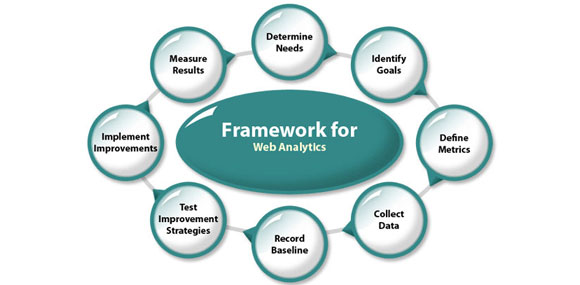 Determine
Needs
Identify
Goals
Define
Metrics
Collect
Data
Record
Baseline
Test
Improvement
Strategies
Implement
Improvements
Measure
Results
Framework for
Web Analytics